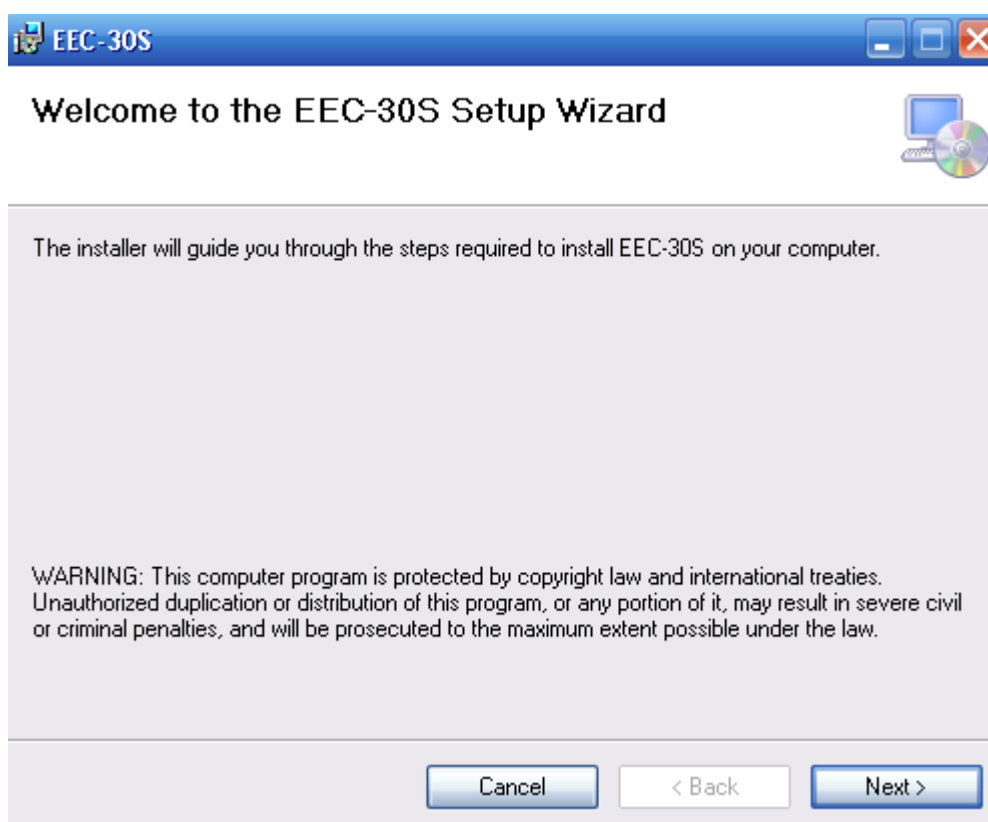 EEC-30S
Welcome to the EEC-30S Setup Wizard
The installer will guide you through the steps required to install EEC-30S on your computer.
WARNING: This computer program is protected by copyright law and international treaties.
Unauthorized duplication or distribution of this program, or any portion of it, may result in severe civil
or criminal penalties, and will be prosecuted to the maximum extent possible under the law.
Cancel
< Back
Next >